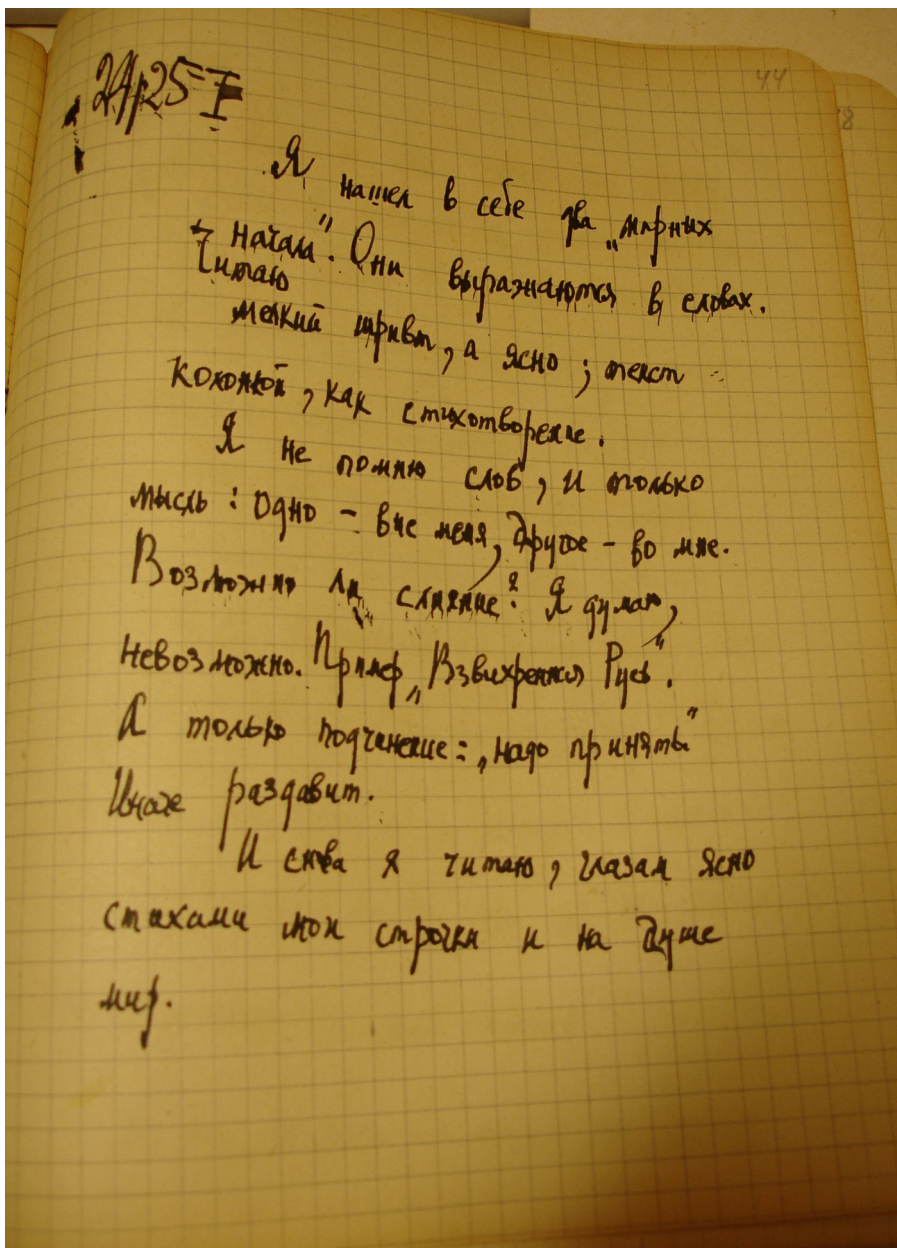 44
24/25–I
Я нашел в себе два „мирных
начала“. Они выражаются в словах.
Читаю
мелкий шрифт, а ясно; текст
как стихотворение.
Я не помню слов, и только
мысль: одно – вне меня, другое – во мне.
Возможно ли слияние? Я думаю,
невозможно. Пример „Взвихренная Русь“.
А только подчинение: „надо принять“
Иначе раздавит.
И снова я читаю, глазам ясно
стихами мои строчки и на душе
мир.